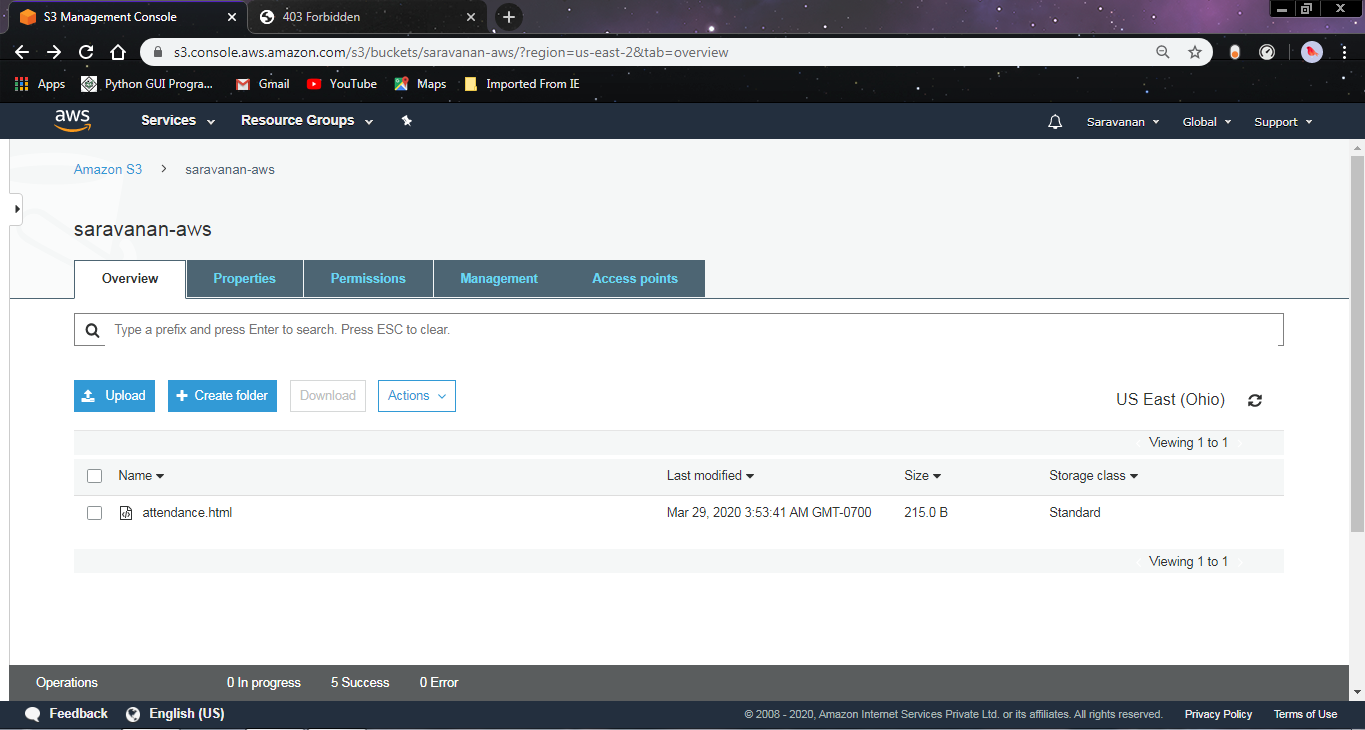 S3 Management Console
403 Forbidden
s3.console.aws.amazon.com/s3/buckets/saravanan-aws/?region=us-east-2&tab=overview
Apps Python GUI Progra... Gmail YouTube Maps Imported From IE
aws Services Resource Groups Saravanan Global Support
Amazon S3 > saravanan-aws
saravanan-aws
Overview Properties Permissions Management Access points
Type a prefix and press Enter to search. Press ESC to clear.
Upload + Create folder Download Actions
US East (Ohio)
Viewing 1 to 1
Name Last modified Size Storage class
attendance.html Mar 29, 2020 3:53:41 AM GMT-0700 215.0 B Standard
Viewing 1 to 1
Operations 0 In progress 5 Success 0 Error
Feedback English (US) © 2008 - 2020, Amazon Internet Services Private Ltd. or its affiliates. All rights reserved. Privacy Policy Terms of Use